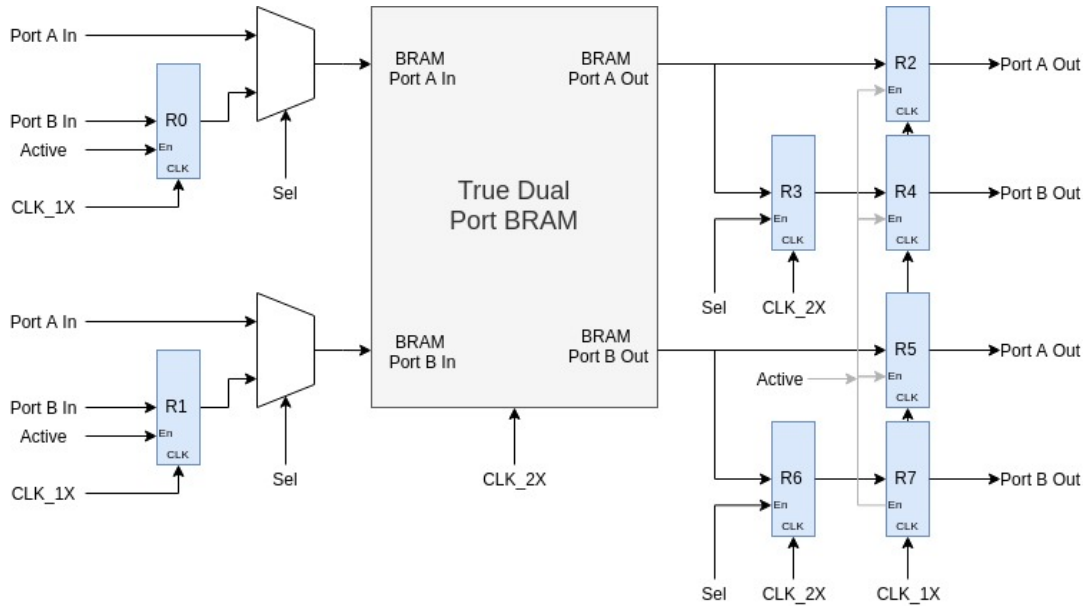 Port A In
Port B In
Active
CLK_1X
R0
En
CLK
Sel
Port A In
Port B In
Active
CLK_1X
R1
En
CLK
Sel
BRAM
Port A In
BRAM
Port A Out
True Dual
Port BRAM
BRAM
Port B In
BRAM
Port B Out
CLK_2X
R2
En
CLK
Port A Out
R3
En
CLK
Sel
CLK_2X
R4
En
CLK
Port B Out
R5
En
CLK
Active
Port A Out
R6
En
CLK
Sel
CLK_2X
R7
En
CLK
CLK_1X
Port B Out